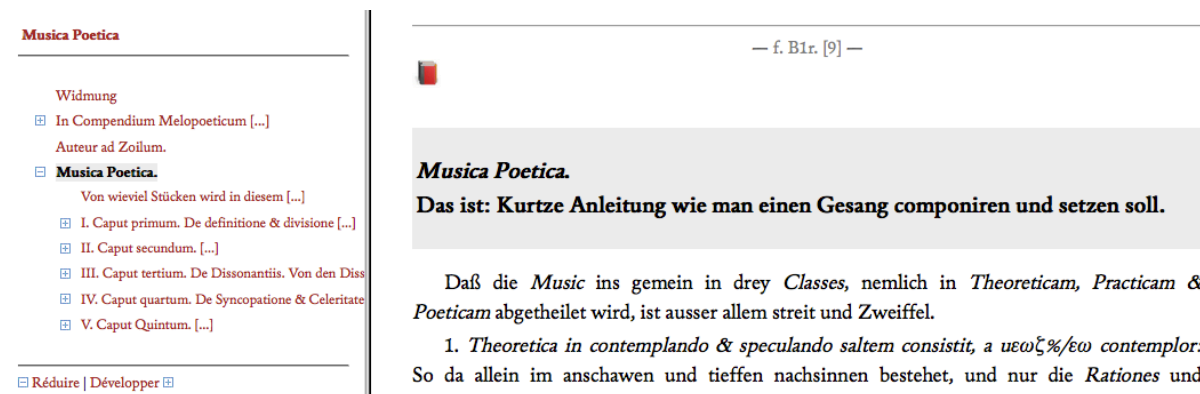 Musica Poetica
Widmung
In Compendium Melopoeticum [...]
Auteur ad Zoilum.
Musica Poetica.
Von wieviel Stücken wird in diesem [...]
I. Caput primum. De definitione & divisione [...]
II. Caput secundum. [...]
III. Caput tertium. De Dissonantiis. Von den Diss
IV. Caput quartum. De Syncopatione & Celeritate
V. Caput Quintum. [...]
Réduire | Développer
— f. B1r. [9] —
Musica Poetica.
Das ist: Kurtze Anleitung wie man einen Gesang componiren und setzen soll.
Daß die Music ins gemein in drey Classes, nemlich in Theoreticam, Practicam &
Poeticam abgetheilet wird, ist ausser allem streit und Zweiffel.
1. Theoretica in contemplando & speculando saltem consistit, a υεωζ%/εω contemplor:
So da allein im anschawen und tieffen nachsinnen bestehet, und nur die Rationes und